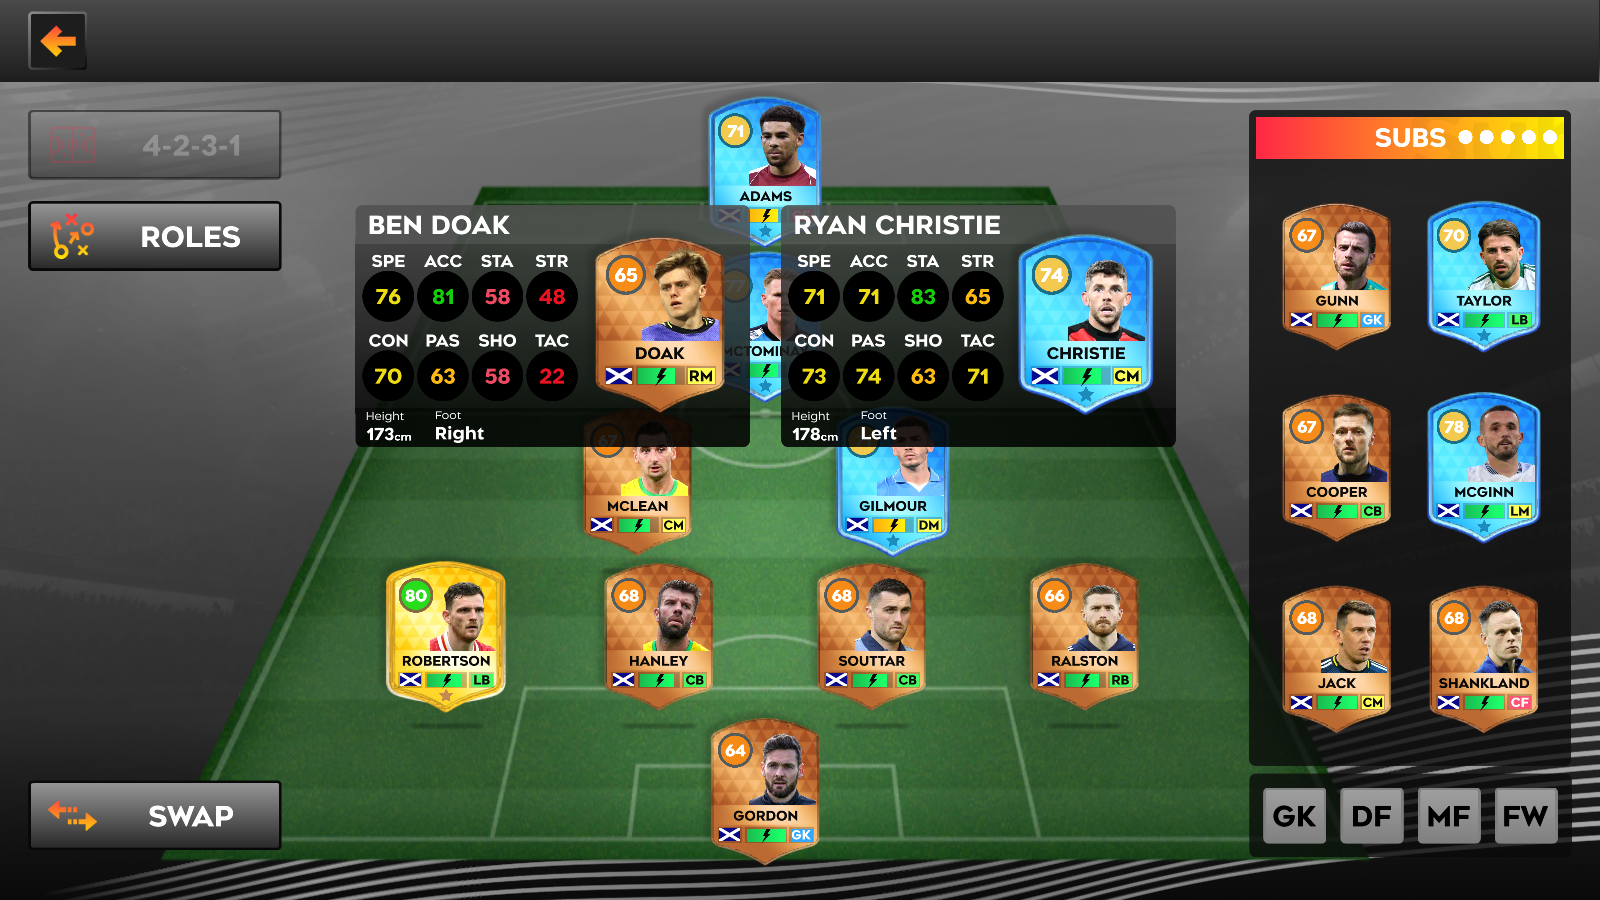 4-2-3-1
ROLES
SWAP
71
ADAMS
BEN DOAK
SPE ACC STA STR
76 81 58 48
CON PAS SHO TAC
70 63 58 22
Height Foot
173cm Right
65
DOAK
RM
77
MCTOMINA
RYAN CHRISTIE
SPE ACC STA STR
71 71 83 65
CON PAS SHO TAC
73 74 63 71
Height Foot
178cm Left
74
CHRISTIE
CM
67
MCLEAN
CM
GILMOUR
DM
80
ROBERTSON
LB
68
HANLEY
CB
68
SOUTTAR
CB
66
RALSTON
RB
64
GORDON
GK
SUBS
67
GUNN
GK
70
TAYLOR
LB
67
COOPER
CB
78
MCGINN
LM
68
JACK
CM
68
SHANKLAND
CF
GK DF MF FW